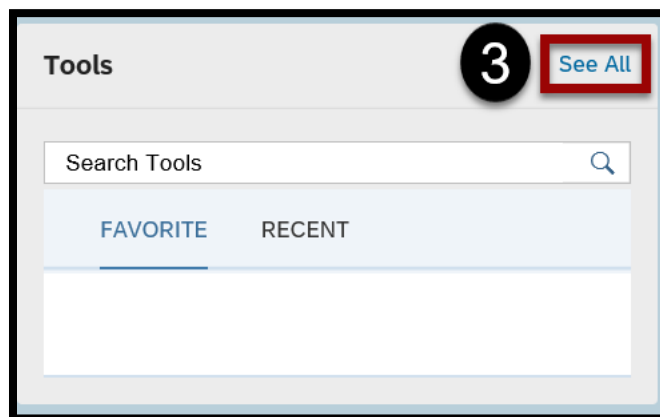 Tools
3
See All
Search Tools
FAVORITE
RECENT